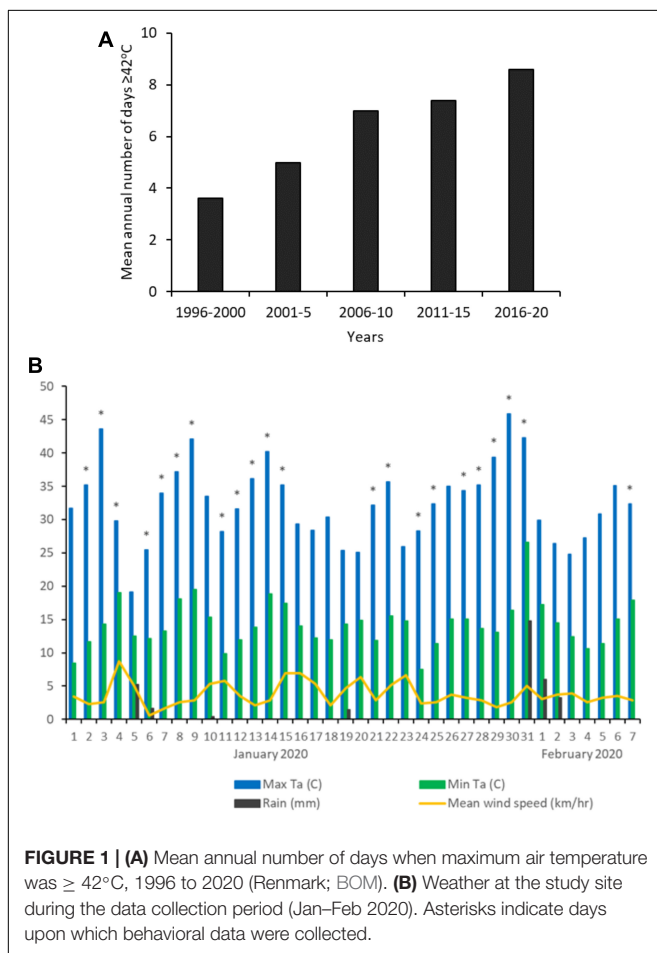 A
Mean annual number of days ≥42°C
10
8
6
4
2
0
1996-2000 2001-5 2006-10 2011-15 2016-20
Years
B
50
45
40
35
30
25
20
15
10
5
0
* * * * * * * * * * * * * * * * * * * * * * *
1 2 3 4 5 6 7 8 9 10 11 12 13 14 15 16 17 18 19 20 21 22 23 24 25 26 27 28 29 30 31 1 2 3 4 5 6 7
January 2020 February 2020
Max Ta (C) Min Ta (C)
Rain (mm) Mean wind speed (km/hr)
FIGURE 1 | (A) Mean annual number of days when maximum air temperature
was ≥ 42°C, 1996 to 2020 (Renmark; BOM). (B) Weather at the study site
during the data collection period (Jan–Feb 2020). Asterisks indicate days
upon which behavioral data were collected.